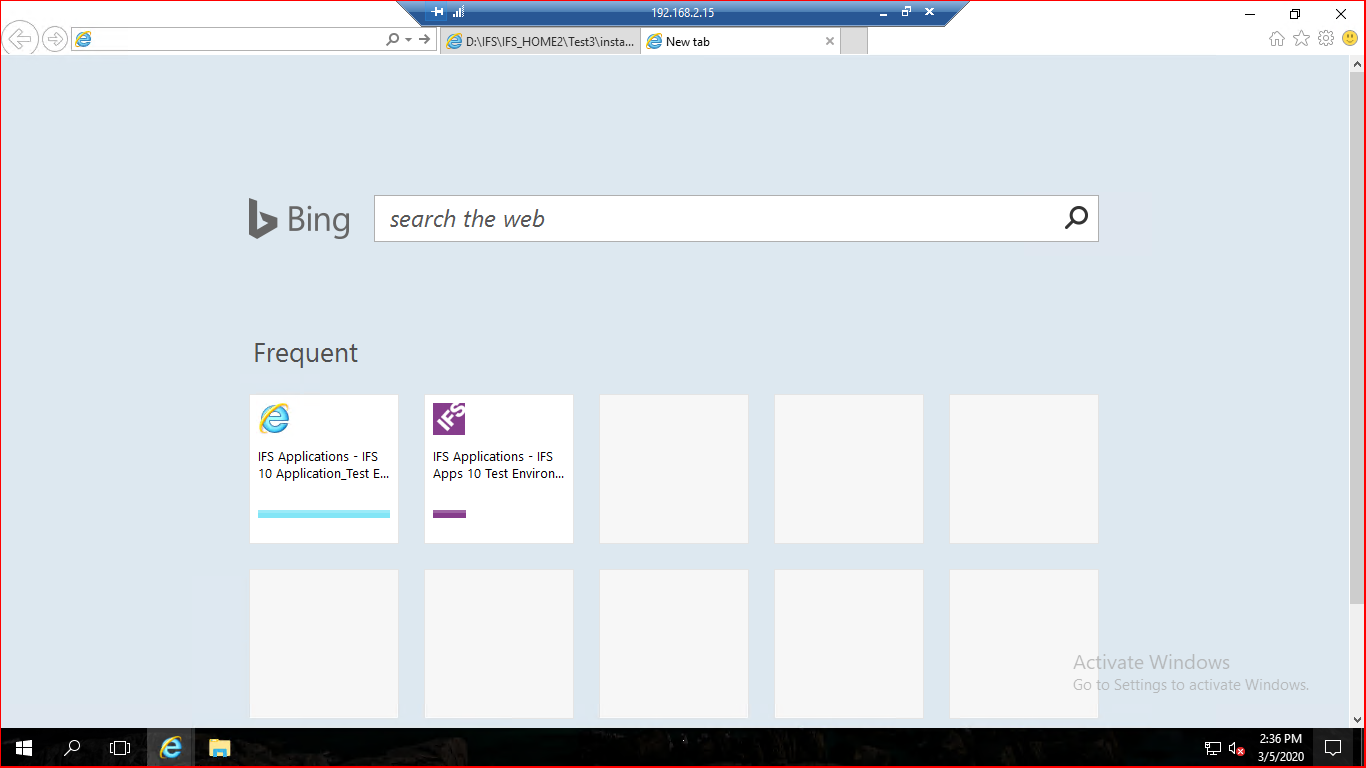 192.168.2.15
D:\IFS\IFS_HOME2\Test3\insta...
New tab
Bing
search the web
Frequent
IFS Applications - IFS
10 Application_Test E...
IFS
IFS Applications - IFS
Apps 10 Test Environ...
Activate Windows
Go to Settings to activate Windows.
2:36 PM
3/5/2020